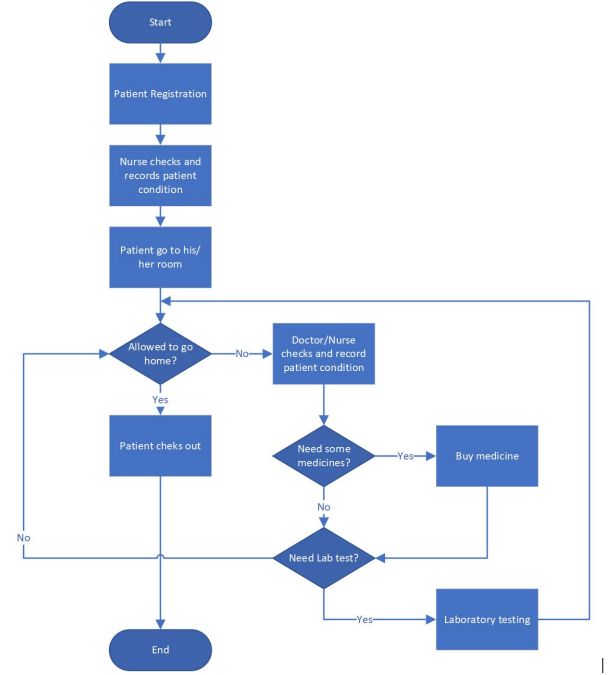 Start
Patient Registration
Nurse checks and
records patient
condition
Patient go to his/
her room
Allowed to go
home?
No
Doctor/Nurse
checks and record
patient condition
Yes
Patient cheks out
Need some
medicines?
Yes
Buy medicine
No
No
Need Lab test?
Yes
Laboratory testing
End